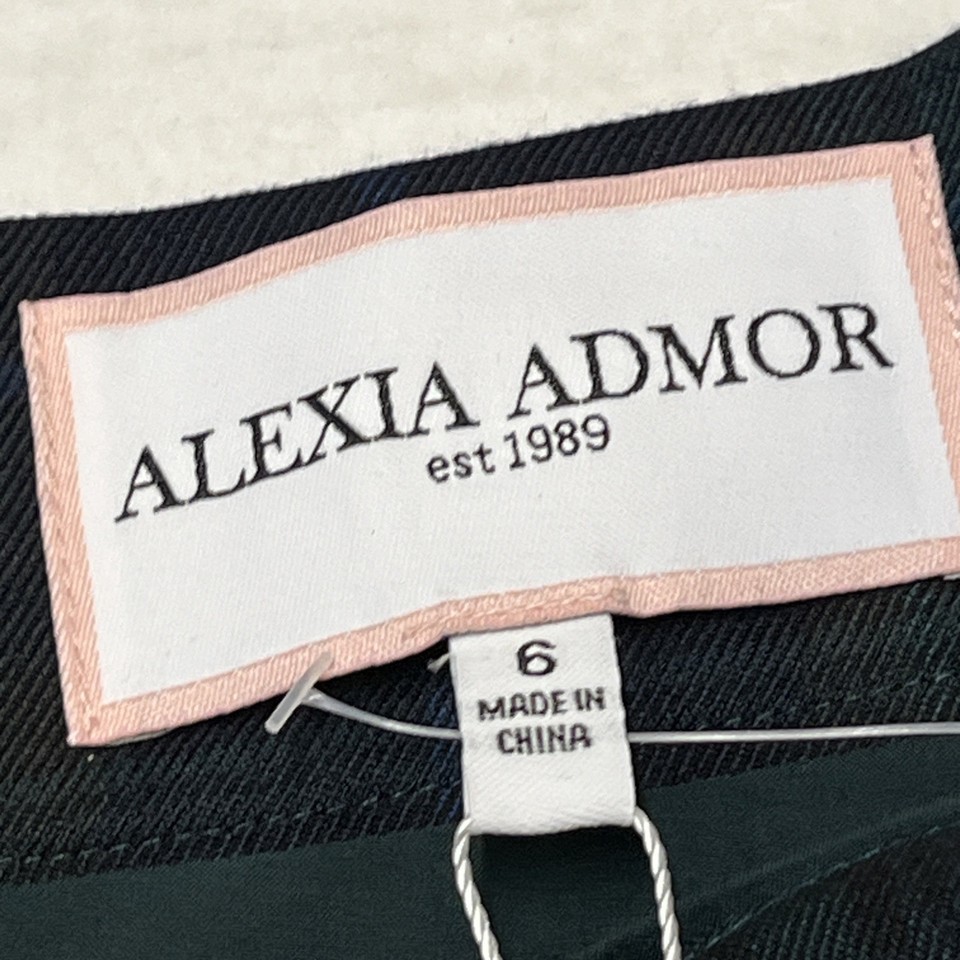 ALEXIA ADMOR
est 1989
6
MADE IN
CHINA